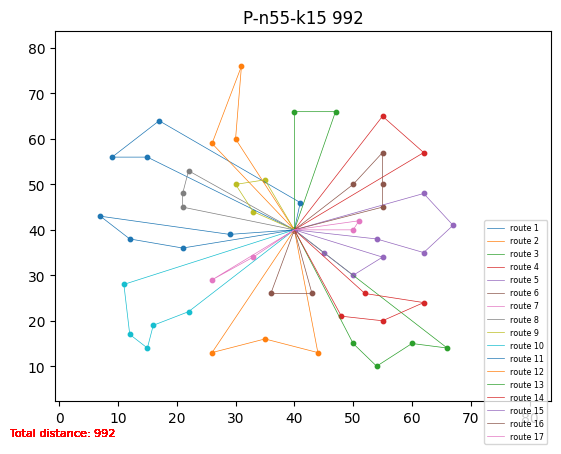 P-n55-k15 992
80
70
60
50
40
30
20
10
0 10 20 30 40 50 60 70 80
route 1
route 2
route 3
route 4
route 5
route 6
route 7
route 8
route 9
route 10
route 11
route 12
route 13
route 14
route 15
route 16
route 17
Total distance: 992